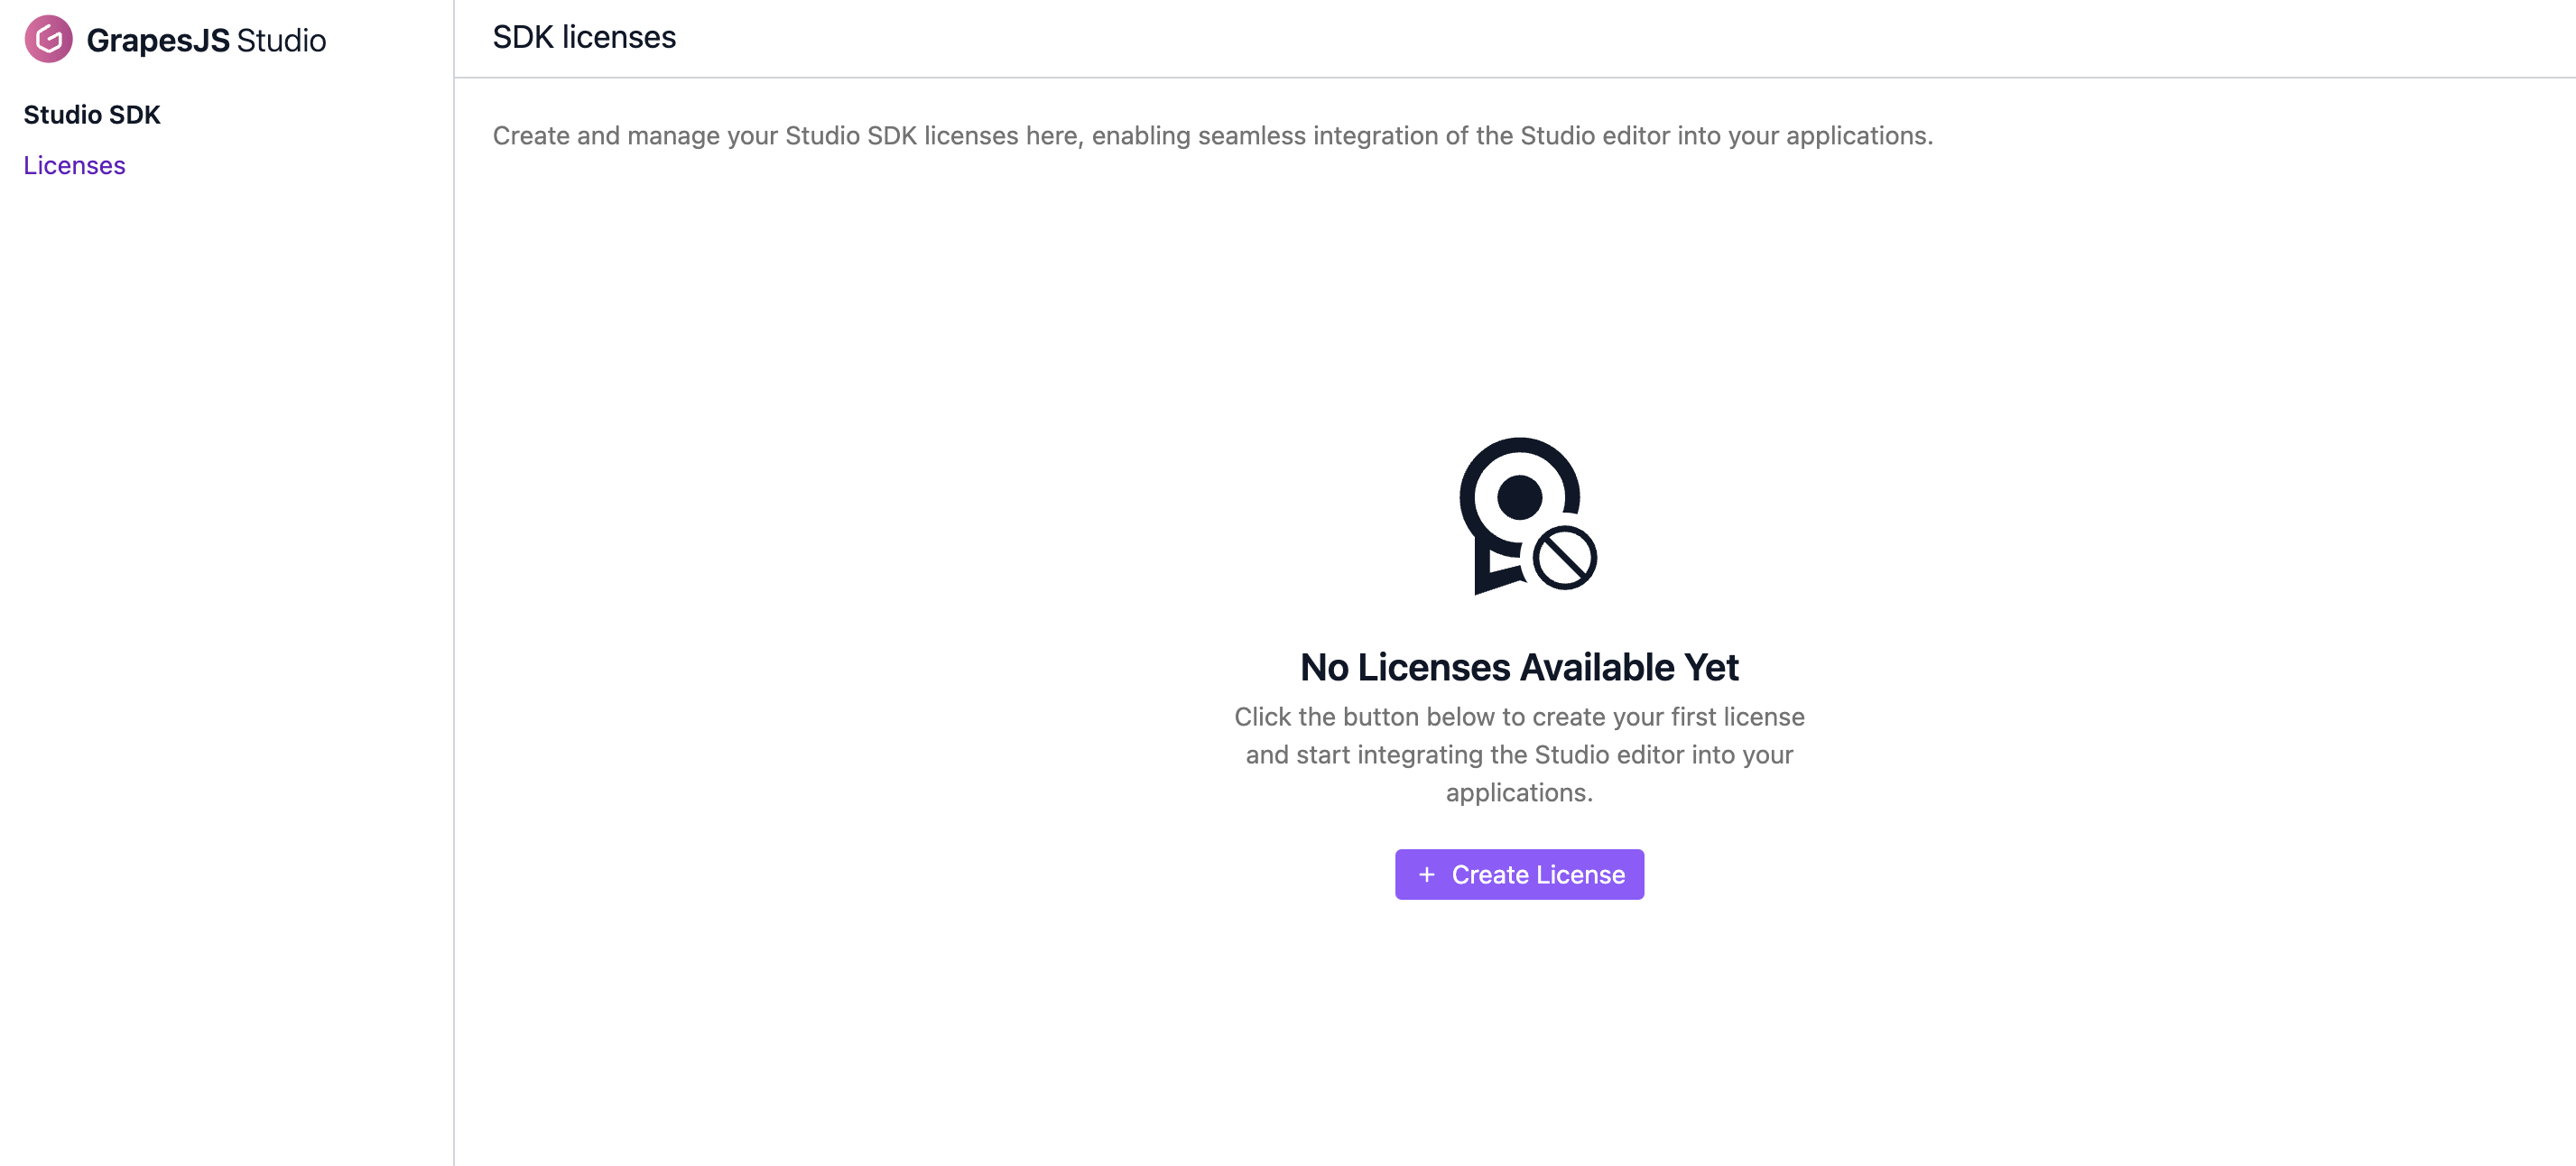 GrapesJS Studio
Studio SDK
Licenses
SDK licenses
Create and manage your Studio SDK licenses here, enabling seamless integration of the Studio editor into your applications.
No Licenses Available Yet
Click the button below to create your first license
and start integrating the Studio editor into your
applications.
+ Create License